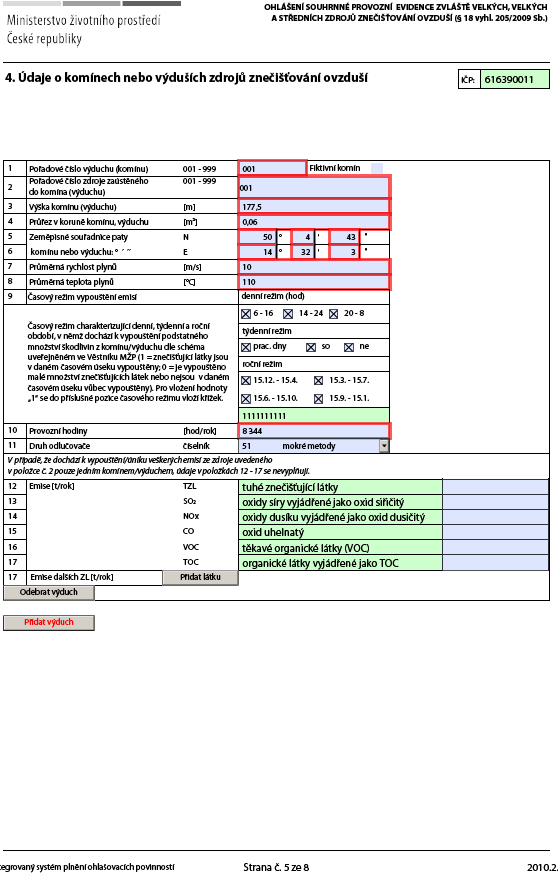 Ministerstvo životního prostředí
České republiky
OHLÁŠENÍ SOUHRNNÉ PROVOZNÍ EVIDENCE ZVLÁŠTĚ VELKÝCH, VELKÝCH
A STŘEDNÍCH ZDROJŮ ZNEČIŠŤOVÁNÍ OVZDUŠÍ (§ 18 vyhl. 205/2009 Sb.)
4. Údaje o komínech nebo výduších zdrojů znečišťování ovzduší
IČP: 616390011
1 Pořadové číslo výduchu (komínu) 001 - 999 001 Fiktivní komín
2 Pořadové číslo zdroje zaústěného 001 - 999 001
do komína (výduchu)
3 Výška komínu (výduchu) [m] 177,5
4 Průřez v koruně komínu, výduchu [m²] 0,06
5 Zeměpisné souřadnice paty N 50 ° 4 ' 43 "
6 komínu nebo výduchu: ° ´ ´´ E 14 ° 32 ' 3 "
7 Průměrná rychlost plynů [m/s] 10
8 Průměrná teplota plynů [°C] 110
9 Časový režim vypouštění emisí denní režim (hod)
6 - 16 14 - 24 20 - 8
týdenní režim
prac. dny so ne
roční režim
15.12. - 15.4. 15.3. - 15.7.
15.6. - 15.10. 15.9. - 15.1.
1111111111
Časový režim charakterizující denní, týdenní a roční
období, v němž dochází k vypouštění podstatného
množství škodlivin z komínu/výduchu dle schéma
uveřejněném ve Věstníku MŽP (1 = znečišťující látky jsou
v daném časovém úseku vypouštěny; 0 = je vypouštěno
malé množství znečišťujících látek nebo nejsou v daném
časovém úseku vůbec vypouštěny). Pro vložení hodnoty
„1" se do příslušné pozice časového režimu vloží křížek.
10 Provozní hodiny [hod/rok] 8 344
11 Druh odlučovače číselník 51 mokré metody
V případě, že dochází k vypouštění/úniku veškerých emisí ze zdroje uvedeného
v položce č. 2 pouze jedním komínem/výduchem, údaje v položkách 12 - 17 se nevyplňují.
12 Emise [t/rok] TZL tuhé znečišťující látky
13 SO₂ oxidy síry vyjádřené jako oxid siřičitý
14 NOx oxidy dusíku vyjádřené jako oxid dusičitý
15 CO oxid uhelnatý
16 VOC těkavé organické látky (VOC)
17 TOC organické látky vyjádřené jako TOC
17 Emise dalších ZL [t/rok] Přidat látku
Odebrat výduch
Přidat výduch
tegrovaný systém plnění ohlašovacích povinností
Strana č. 5 ze 8
2010.2.